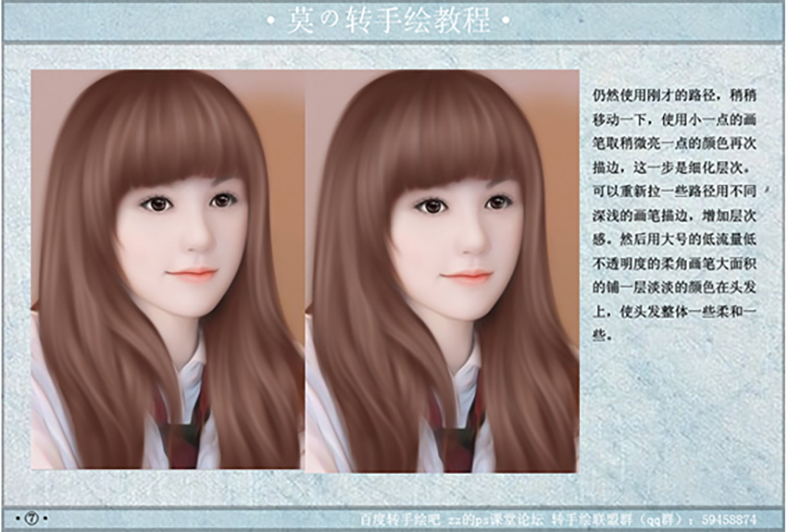 ·莫の转手绘教程·
仍然使用刚才的路径，稍稍
移动一下，使用小一点的画
笔取稍微亮一点的颜色再次
描边，这一步是细化层次。
可以重新拉一些路径用不同
深浅的画笔描边，增加层次
感。然后用大号的低流量低
不透明度的柔角画笔大面积
的铺一层淡淡的颜色在头发
上，使头发整体一些柔和一
些。
·⑦·
百度转手绘吧 zz的ps课堂论坛 转手绘联盟群（qq群）：59458874